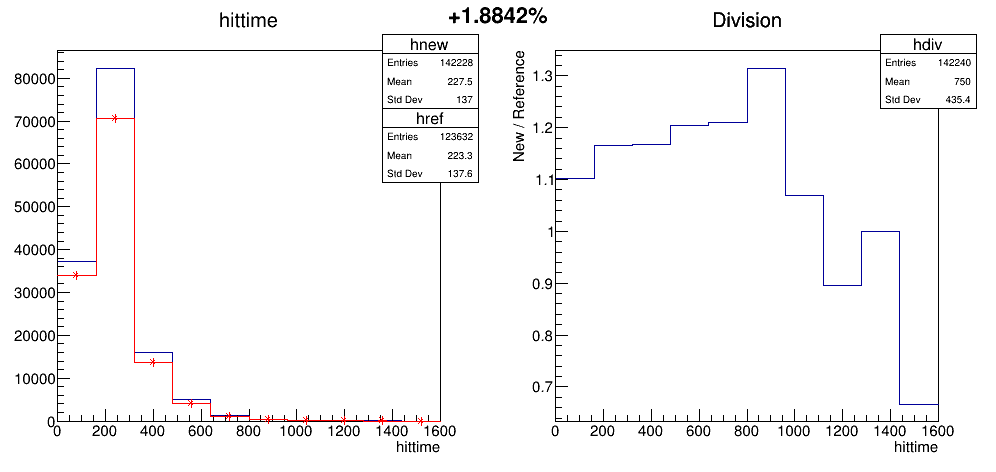 +1.8842%
hittime
hnew
Entries 142228
Mean 227.5
Std Dev 137
href
Entries 123632
Mean 223.3
Std Dev 137.6
80000
70000
60000
50000
40000
30000
20000
10000
0
0 200 400 600 800 1000 1200 1400 1600
hittime
Division
hdiv
Entries 142240
Mean 750
Std Dev 435.4
New / Reference
1.3
1.2
1.1
1
0.9
0.8
0.7
0 200 400 600 800 1000 1200 1400 1600
hittime